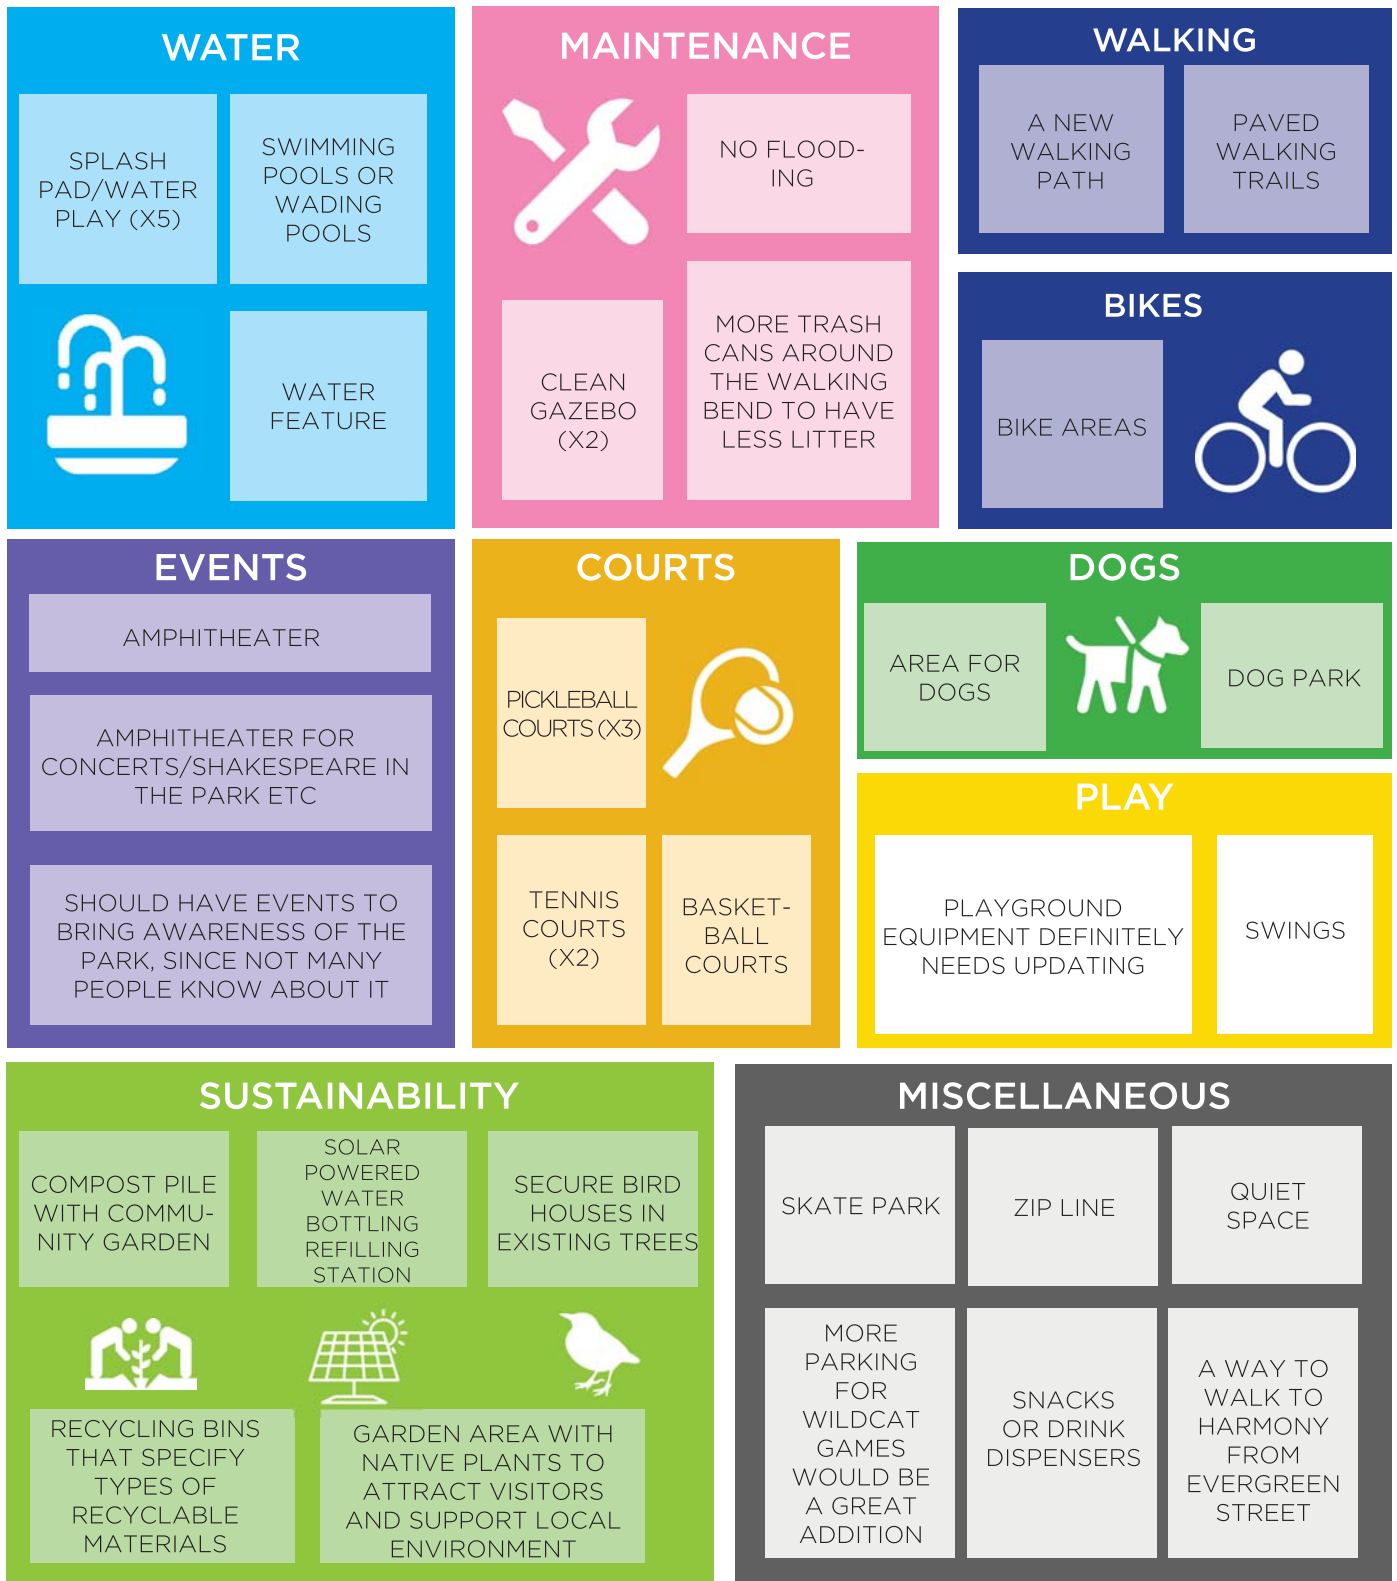 WATER
SPLASH
PAD/WATER
PLAY (X5)
SWIMMING
POOLS OR
WADING
POOLS
WATER
FEATURE
MAINTENANCE
NO FLOOD-
ING
CLEAN
GAZEBO
(X2)
MORE TRASH
CANS AROUND
THE WALKING
BEND TO HAVE
LESS LITTER
WALKING
A NEW
WALKING
PATH
PAVED
WALKING
TRAILS
BIKES
BIKE AREAS
EVENTS
AMPHITHEATER
AMPHITHEATER FOR
CONCERTS/SHAKESPEARE IN
THE PARK ETC
SHOULD HAVE EVENTS TO
BRING AWARENESS OF THE
PARK, SINCE NOT MANY
PEOPLE KNOW ABOUT IT
COURTS
PICKLEBALL
COURTS (X3)
TENNIS
COURTS
(X2)
BASKET-
BALL
COURTS
DOGS
AREA FOR
DOGS
DOG PARK
PLAY
PLAYGROUND
EQUIPMENT DEFINITELY
NEEDS UPDATING
SWINGS
SUSTAINABILITY
COMPOST PILE
WITH COMMU-
NITY GARDEN
SOLAR
POWERED
WATER
BOTTLING
REFILLING
STATION
SECURE BIRD
HOUSES IN
EXISTING TREES
RECYCLING BINS
THAT SPECIFY
TYPES OF
RECYCLABLE
MATERIALS
GARDEN AREA WITH
NATIVE PLANTS TO
ATTRACT VISITORS
AND SUPPORT LOCAL
ENVIRONMENT
MISCELLANEOUS
SKATE PARK
ZIP LINE
QUIET
SPACE
MORE
PARKING
FOR
WILDCAT
GAMES
WOULD BE
A GREAT
ADDITION
SNACKS
OR DRINK
DISPENSERS
A WAY TO
WALK TO
HARMONY
FROM
EVERGREEN
STREET